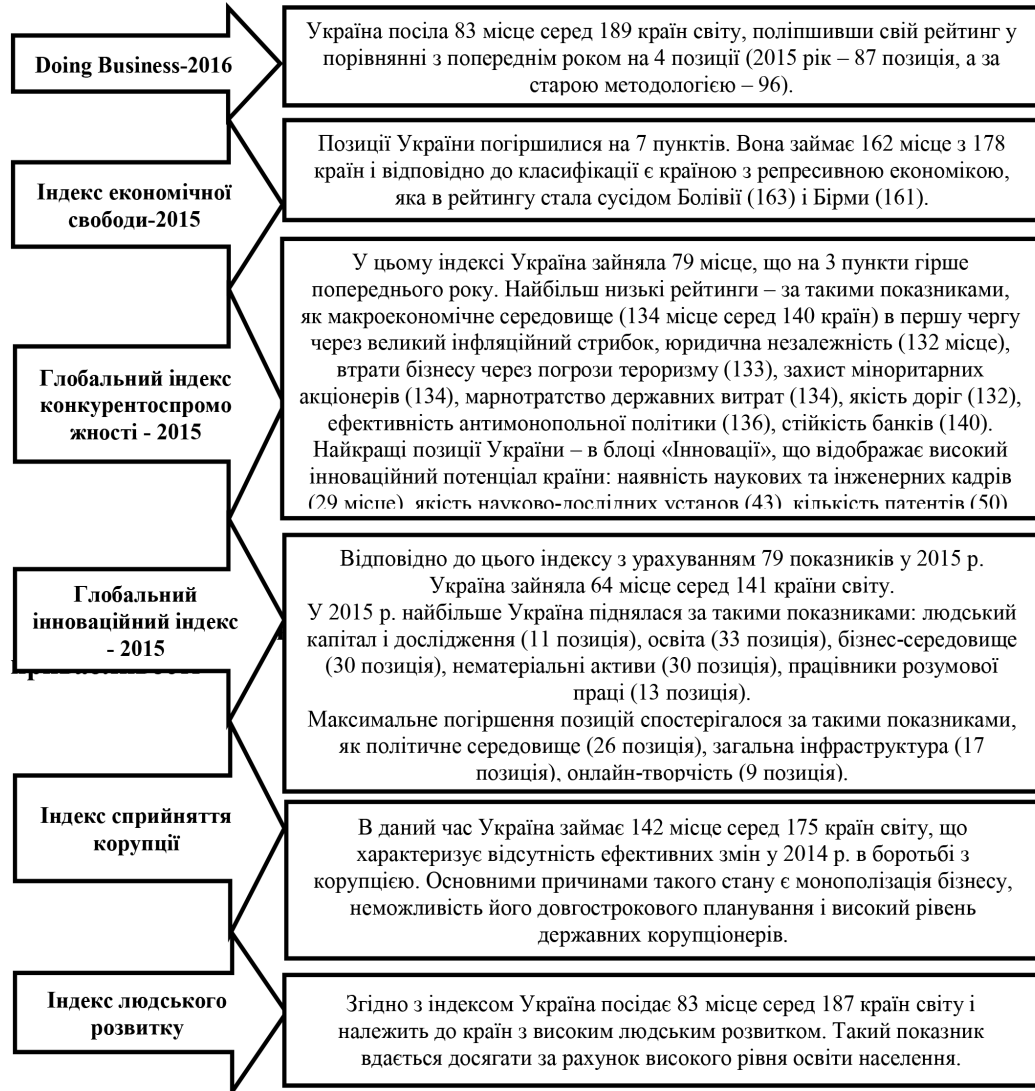 Doing Business-2016
Україна посіла 83 місце серед 189 країн світу, поліпшивши свій рейтинг у
порівнянні з попереднім роком на 4 позиції (2015 рік – 87 позиція, а за
старою методологією – 96).
Індекс економічної
свободи-2015
Позиції України погіршилися на 7 пунктів. Вона займає 162 місце з 178
країн і відповідно до класифікації є країною з репресивною економікою,
яка в рейтингу стала сусідом Болівії (163) і Бірми (161).
Глобальний індекс
конкурентоспромо
жності - 2015
У цьому індексі Україна зайняла 79 місце, що на 3 пункти гірше
попереднього року. Найбільш низькі рейтинги – за такими показниками,
як макроекономічне середовище (134 місце серед 140 країн) в першу чергу
через великий інфляційний стрибок, юридична незалежність (132 місце),
втрати бізнесу через погрози тероризму (133), захист міноритарних
акціонерів (134), марнотратство державних витрат (134), якість доріг (132),
ефективність антимонопольної політики (136), стійкість банків (140).
Найкращі позиції України – в блоці «Інновації», що відображає високий
інноваційний потенціал країни: наявність наукових та інженерних кадрів
(29 місце), якість науково-дослідних установ (43), кількість патентів (50)
Глобальний
інноваційний індекс
- 2015
Відповідно до цього індексу з урахуванням 79 показників у 2015 р.
Україна зайняла 64 місце серед 141 країни світу.
У 2015 р. найбільше Україна піднялася за такими показниками: людський
капітал і дослідження (11 позиція), освіта (33 позиція), бізнес-середовище
(30 позиція), нематеріальні активи (30 позиція), працівники розумової
праці (13 позиція).
Максимальне погіршення позицій спостерігалося за такими показниками,
як політичне середовище (26 позиція), загальна інфраструктура (17
позиція), онлайн-творчість (9 позиція).
Індекс сприйняття
корупції
В даний час Україна займає 142 місце серед 175 країн світу, що
характеризує відсутність ефективних змін у 2014 р. в боротьбі з
корупцією. Основними причинами такого стану є монополізація бізнесу,
неможливість його довгострокового планування і високий рівень
державних корупціонерів.
Індекс людського
розвитку
Згідно з індексом Україна посідає 83 місце серед 187 країн світу і
належить до країн з високим людським розвитком. Такий показник
вдається досягати за рахунок високого рівня освіти населення.